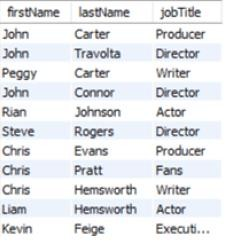 firstName lastName jobTitle
John Carter Producer
John Travolta Director
Peggy Carter Writer
John Connor Director
Rian Johnson Actor
Steve Rogers Director
Chris Evans Producer
Chris Pratt Fans
Chris Hemsworth Writer
Liam Hemsworth Actor
Kevin Feige Executi...